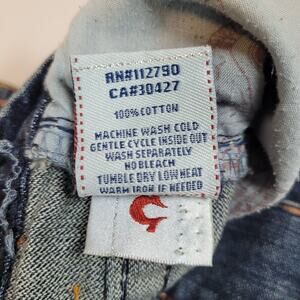 RN#112790
CA#30427
100% COTTON
MACHINE WASH COLD
GENTLE CYCLE INSIDE OUT
WASH SEPARATELY
NO BLEACH
TUMBLE DRY LOW HEAT
WARM IRON IF NEEDED